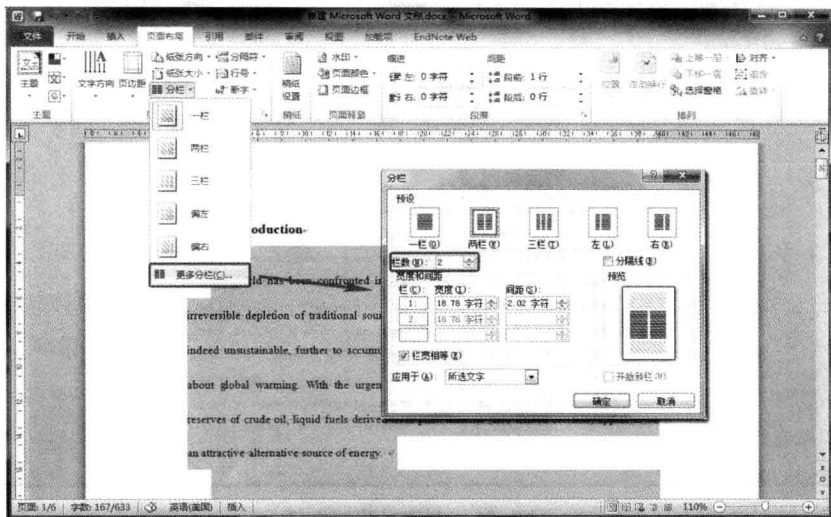 新建 Microsoft Word 文档.docx - Microsoft Word
文件 开始 插入 页面布局 引用 邮件 审阅 视图 加载项 EndNote Web
纸张方向 分隔符 水印 缩进 间距 上移一层 对齐
文字方向 页边距 纸张大小 行号 稿纸设置 页面颜色 左: 0 字符 段前: 1 行 位置 自动换行 下移一层 组合
主题 分栏 断字 页面边框 右: 0 字符 段后: 0 行 选择窗格 旋转
主题 稿纸 页面背景 段落 排列
一栏
两栏
三栏
偏左
偏右
更多分栏(C)...
分栏
预设
一栏(O) 两栏(W) 三栏(T) 左(L) 右(R)
栏数(N): 2 分隔线(B)
宽度和间距 预览
栏(C): 宽度(I): 间距(S):
1: 18.76 字符 2.02 字符
2: 18.76 字符
栏宽相等(E)
应用于(A): 所选文字 开始新栏(U)
确定 取消
oduction
ld has been confronted
irreversible depletion of traditional
indeed unsustainable, further to
about global warming. With the urgen
reserves of crude oil, liquid fuels
an attractive alternative source of energy.
页面: 1/6 字数: 167/633 英语(美国) 插入 110%